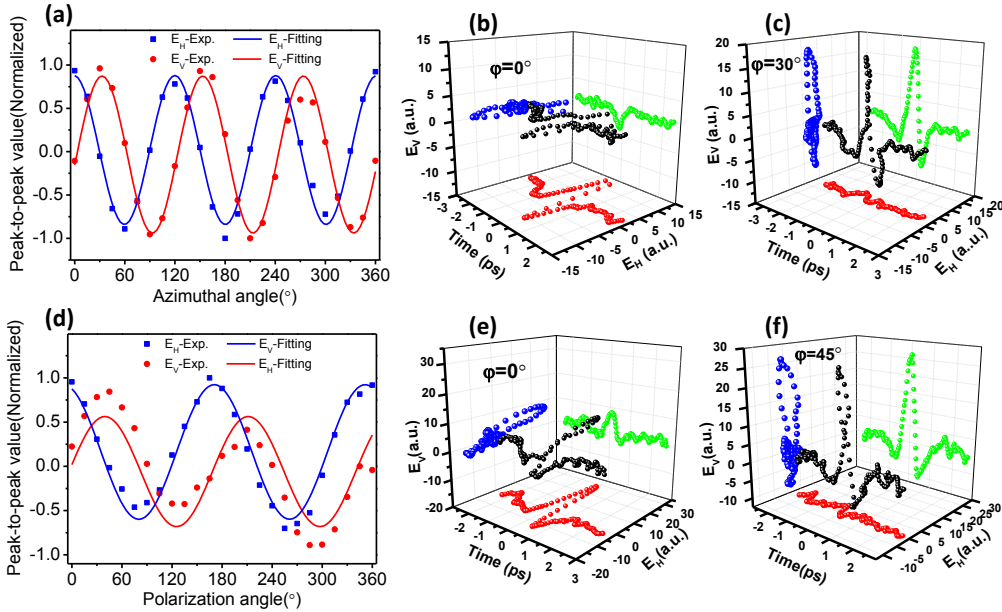 (a)
E_H-Exp. E_H-Fitting
E_V-Exp. E_V-Fitting
Peak-to-peak value(Normalized)
1.0
0.5
0.0
-0.5
-1.0
0 60 120 180 240 300 360
Azimuthal angle(°)
(b)
φ=0°
E_V (a.u.)
15
10
5
0
-5
-10
-15
-3 -2 -1 0 1 2 3
Time (ps)
-15 -10 -5 0 5 10 15
E_H (a.u.)
(c)
φ=30°
Ev (a.u.)
20
15
10
5
0
-5
-10
-3 -2 -1 0 1 2 3
Time (ps)
-15 -10 -5 0 5 10 15 20
E_H (a..u.)
(d)
E_H-Exp. E_V-Fitting
E_V-Exp. E_H-Fitting
Peak-to-peak value(Normalized)
1.0
0.5
0.0
-0.5
-1.0
0 60 120 180 240 300 360
Polarization angle(°)
(e)
φ=0°
E_V(a.u.)
30
20
10
0
-10
-20
-2 -1 0 1 2 3
Time (ps)
-20 -10 0 10 20 30
E_H(a.u.)
(f)
φ=45°
E_V(a.u.)
30
25
20
15
10
5
0
-5
-10
-2 -1 0 1 2
Time(ps)
-10 -5 0 5 10 15 20 25 30
E_H(a.u.)